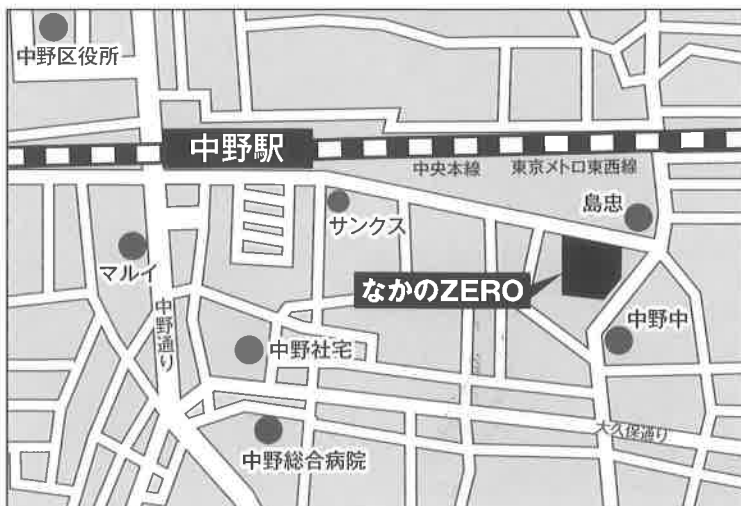 中野区役所
中野駅
中央本線
東京メトロ東西線
島忠
サンクス
マルイ
なかのZERO
中野通り
中野中
中野社宅
大久保通り
中野総合病院